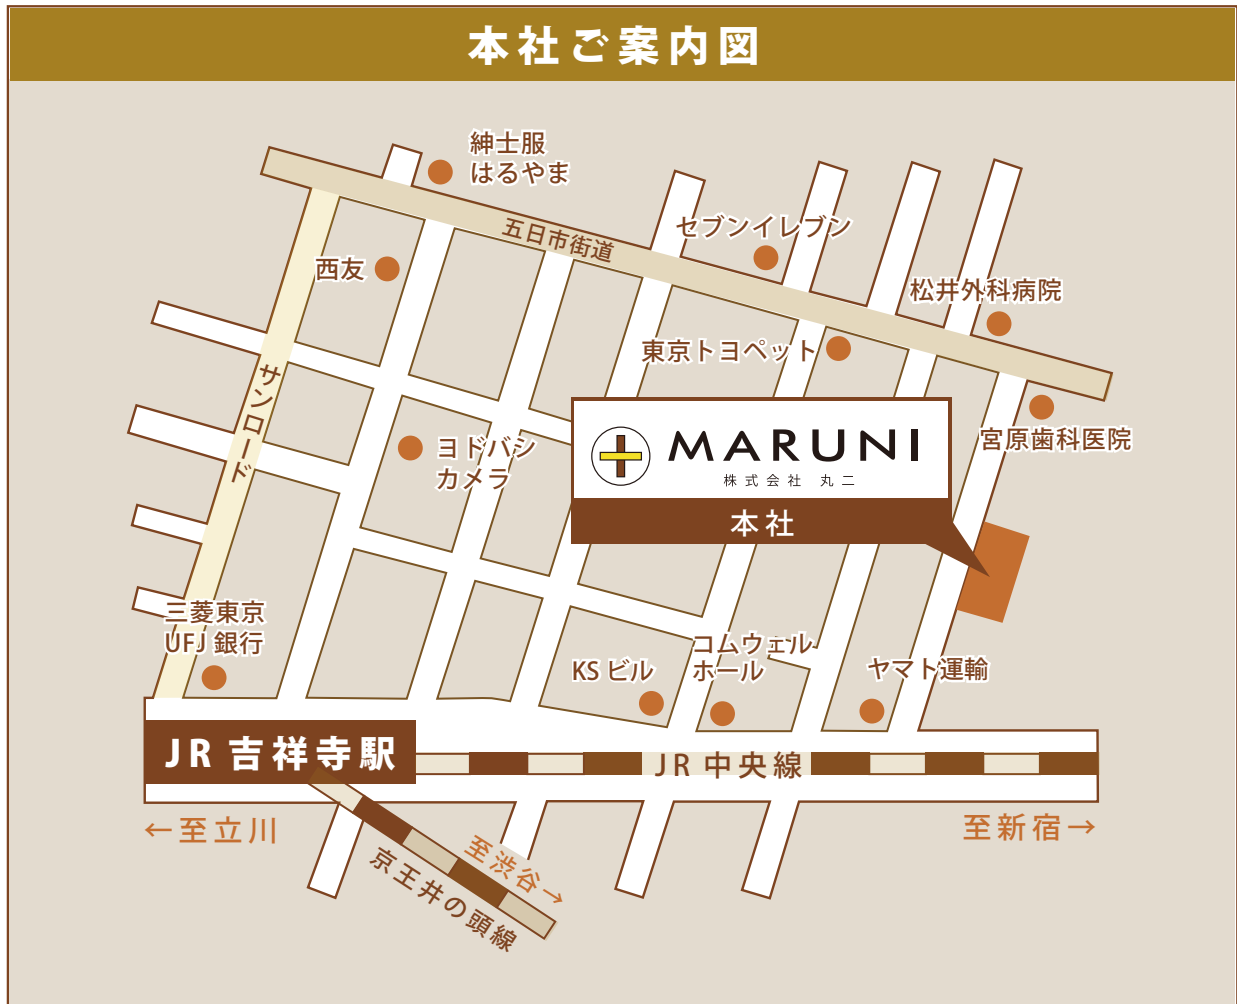 本社ご案内図
紳士服
はるやま
五日市街道
セブンイレブン
西友
松井外科病院
東京トヨペット
サンロード
ヨドバシ
カメラ
MARUNI
株式会社 丸二
本社
宮原歯科医院
三菱東京
UFJ 銀行
KS ビル
コムウェル
ホール
ヤマト運輸
JR 吉祥寺駅
JR 中央線
←至立川
至新宿→
至渋谷→
京王井の頭線